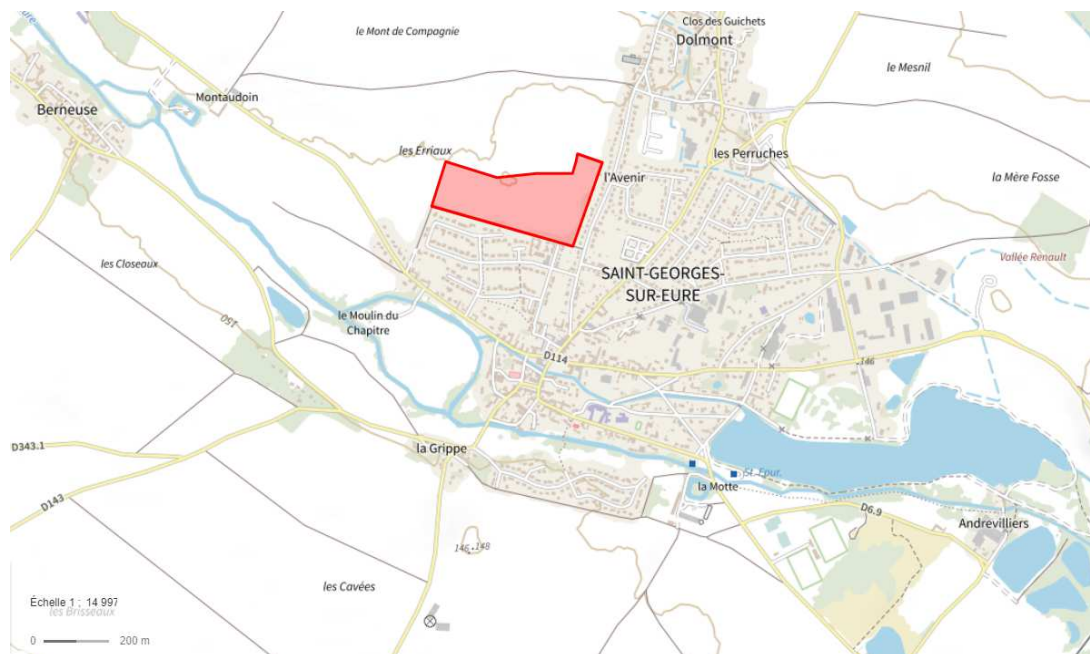 Clos des Guichets
Dolmont
le Mont de Compagnie
le Mesnil
Montaudoin
Berneuse
les Erriaux
les Perruches
l'Avenir
la Mère Fosse
Vallée Renault
les Closeaux
SAINT-GEORGES-
SUR-EURE
150
le Moulin du
Chapitre
D114
146
D343.1
la Grippe
St. Epur.
la Motte
D143
D6.9
Andrevilliers
146
148
les Cavées
Échelle 1 : 14 997
les Brisseaux
0
200 m